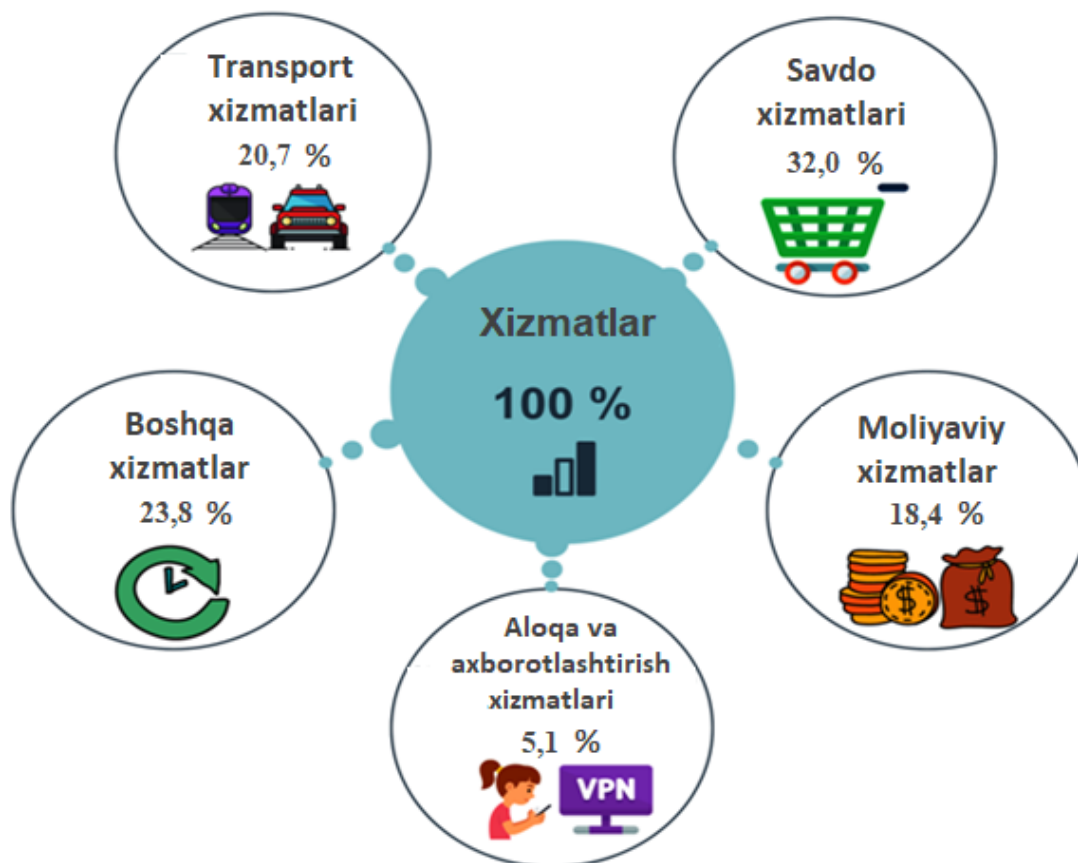 Transport
xizmatlari
20,7 %
Savdo
xizmatlari
32,0 %
Xizmatlar
100 %
Boshqa
xizmatlar
23,8 %
Moliyaviy
xizmatlar
18,4 %
Aloqa va
axborotlashtirish
xizmatlari
5,1 %
VPN
$
$